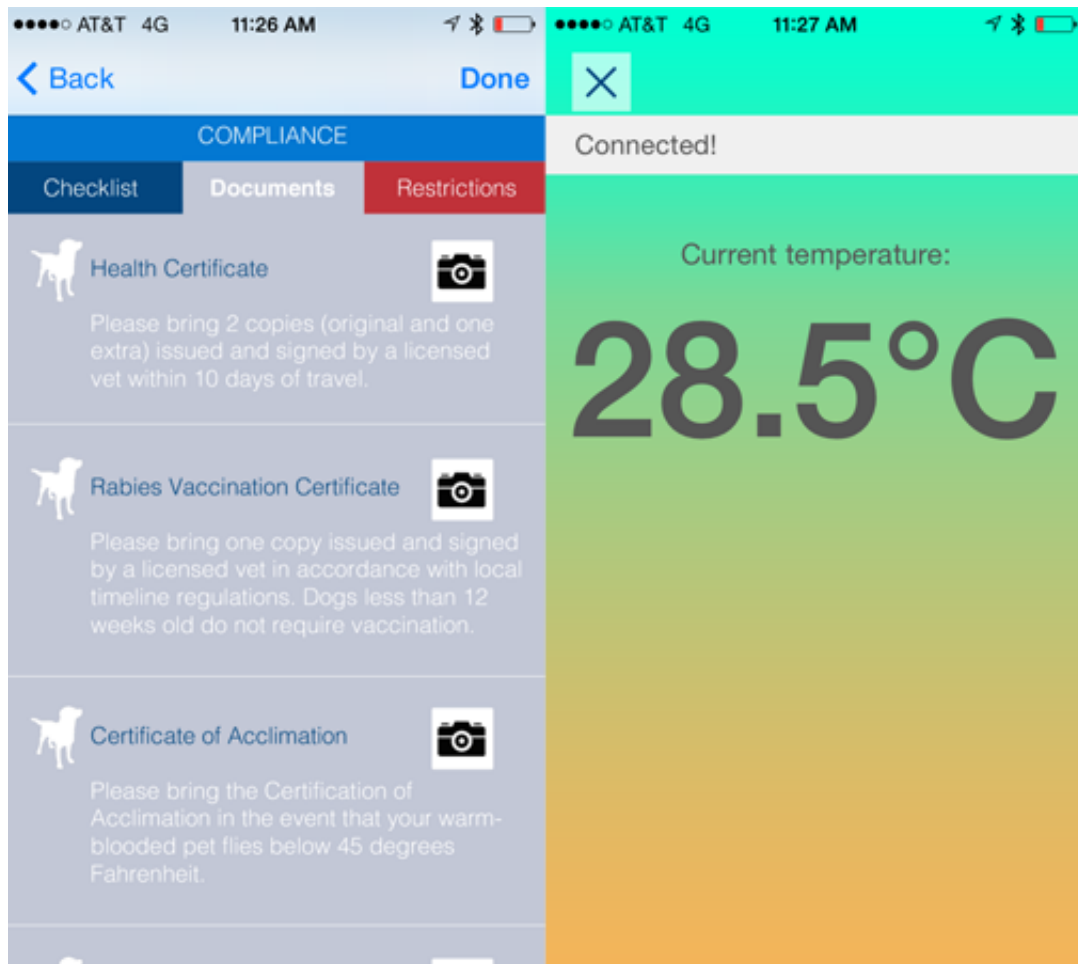 AT&T 4G 11:26 AM
Back Done
COMPLIANCE
Checklist Documents Restrictions
Health Certificate
Please bring 2 copies (original and one
extra) issued and signed by a licensed
vet within 10 days of travel.
Rabies Vaccination Certificate
Please bring one copy issued and signed
by a licensed vet in accordance with local
timeline regulations. Dogs less than 12
weeks old do not require vaccination.
Certificate of Acclimation
Please bring the Certification of
Acclimation in the event that your warm-
blooded pet flies below 45 degrees
Fahrenheit.
AT&T 4G 11:27 AM
Connected!
Current temperature:
28.5°C